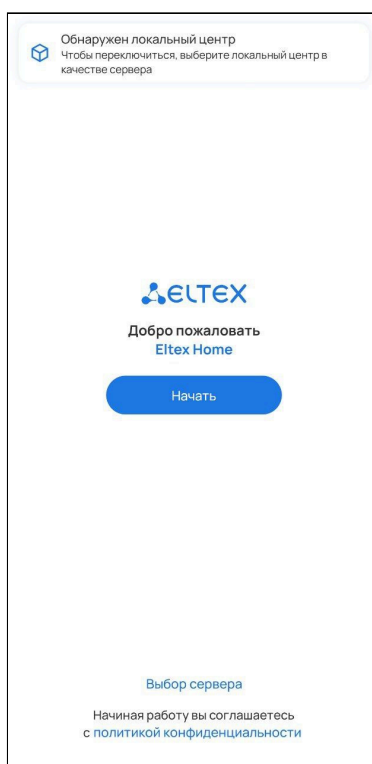 Обнаружен локальный центр
Чтобы переключиться, выберите локальный центр в
качестве сервера
ELTEX
Добро пожаловать
Eltex Home
Начать
Выбор сервера
Начиная работу вы соглашаетесь
с политикой конфиденциальности